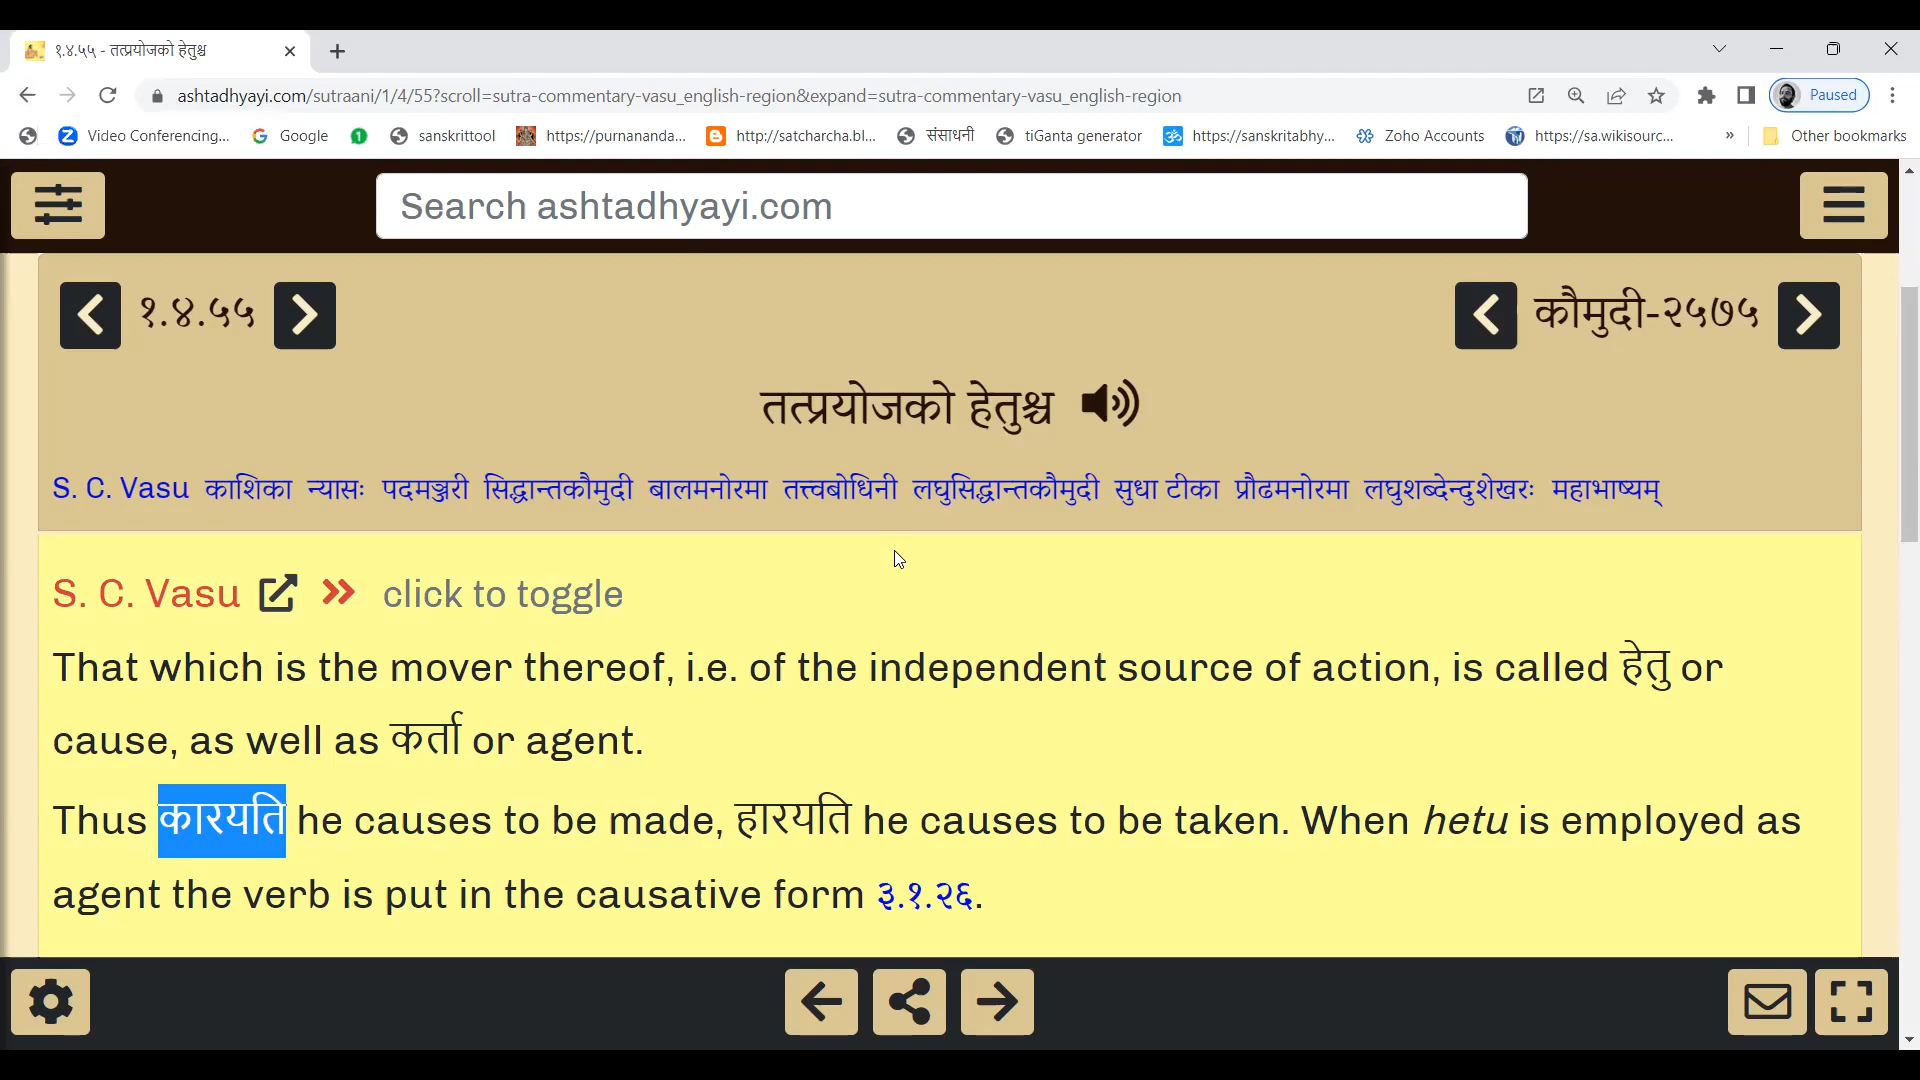 १.४.५५ - तत्प्रयोजको हेतुश्च
ashtadhyayi.com/sutraani/1/4/55?scroll=sutra-commentary-vasu_english-region&expand=sutra-commentary-vasu_english-region Paused
Video Conferencing... Google 1 sanskrittool https://purnananda... http://satcharcha.bl... संसाधनी tiGanta generator https://sanskritabhy... Zoho Accounts https://sa.wikisourc... » Other bookmarks
Search ashtadhyayi.com
१.४.५५ कौमुदी-२५७५
तत्प्रयोजको हेतुश्च
S. C. Vasu काशिका न्यासः पदमञ्जरी सिद्धान्तकौमुदी बालमनोरमा तत्त्वबोधिनी लघुसिद्धान्तकौमुदी सुधा टीका प्रौढमनोरमा लघुशब्देन्दुशेखरः महाभाष्यम्
S. C. Vasu click to toggle
That which is the mover thereof, i.e. of the independent source of action, is called हेतु or
cause, as well as कर्ता or agent.
Thus कारयति he causes to be made, हारयति he causes to be taken. When hetu is employed as
agent the verb is put in the causative form ३.१.२६.